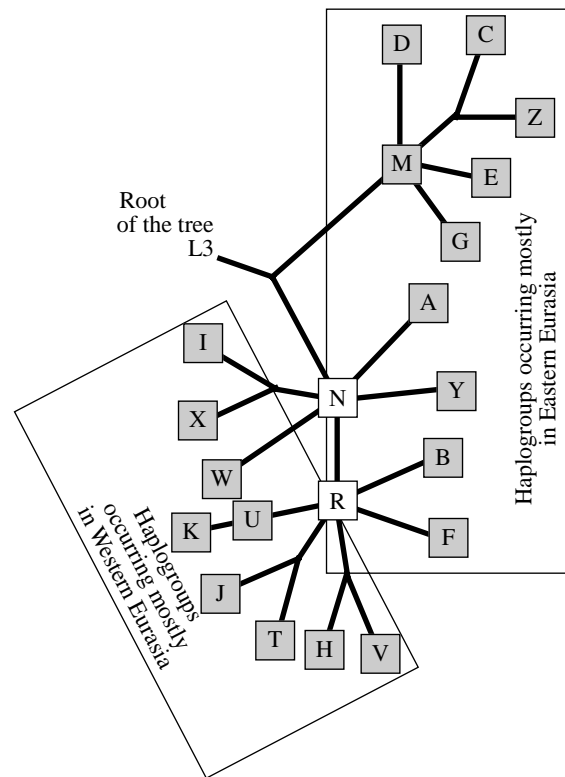 D
C
Z
M
E
G
Root
of the tree
L3
A
I
N
Y
X
W
B
R
K
U
F
J
T
H
V
Haplogroups occurring mostly
in Eastern Eurasia
Haplogroups
occurring mostly
in Western Eurasia